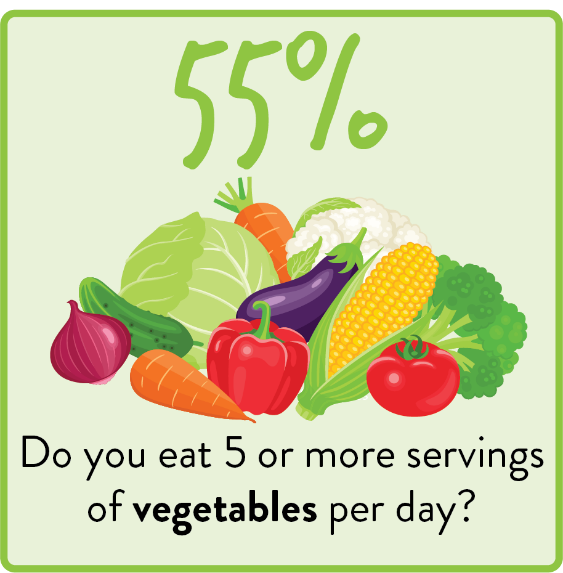 55%
Do you eat 5 or more servings
of vegetables per day?